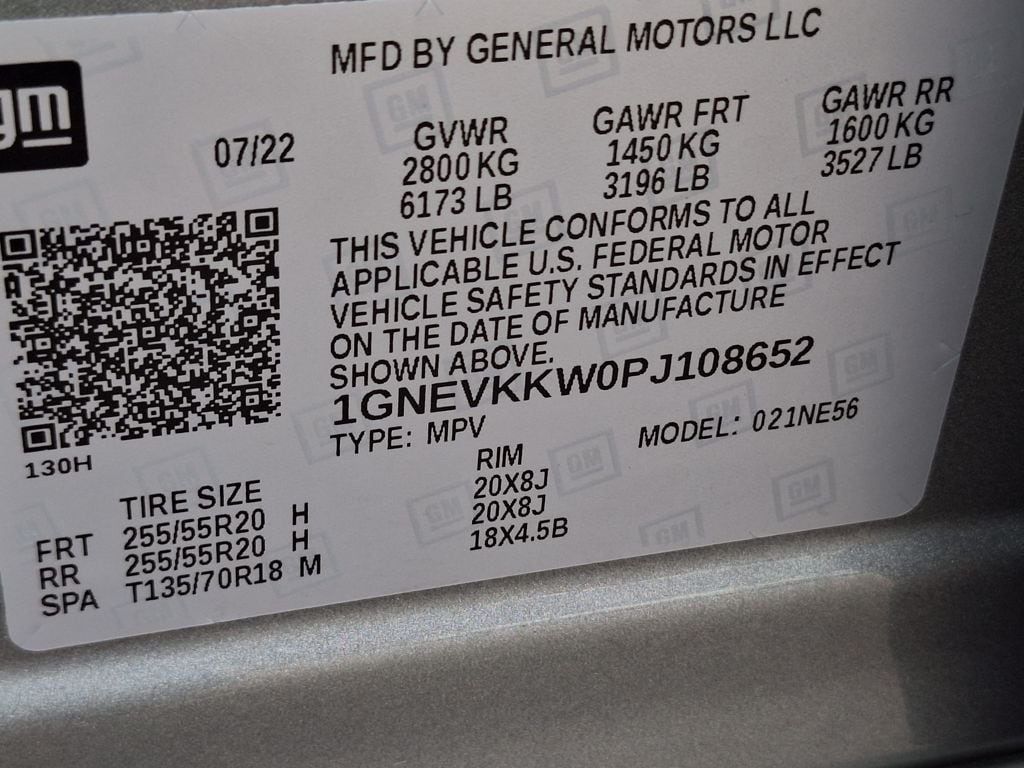 MFD BY GENERAL MOTORS LLC
gm
07/22
GVWR
2800 KG
6173 LB
GAWR FRT
1450 KG
3196 LB
GAWR RR
1600 KG
3527 LB
THIS VEHICLE CONFORMS TO ALL
APPLICABLE U.S. FEDERAL MOTOR
VEHICLE SAFETY STANDARDS IN EFFECT
ON THE DATE OF MANUFACTURE
SHOWN ABOVE.
1GNEVKKW0PJ108652
TYPE: MPV
MODEL: 021NE56
130H
TIRE SIZE
RIM
FRT 255/55R20 H 20X8J
RR 255/55R20 H 20X8J
SPA T135/70R18 M 18X4.5B